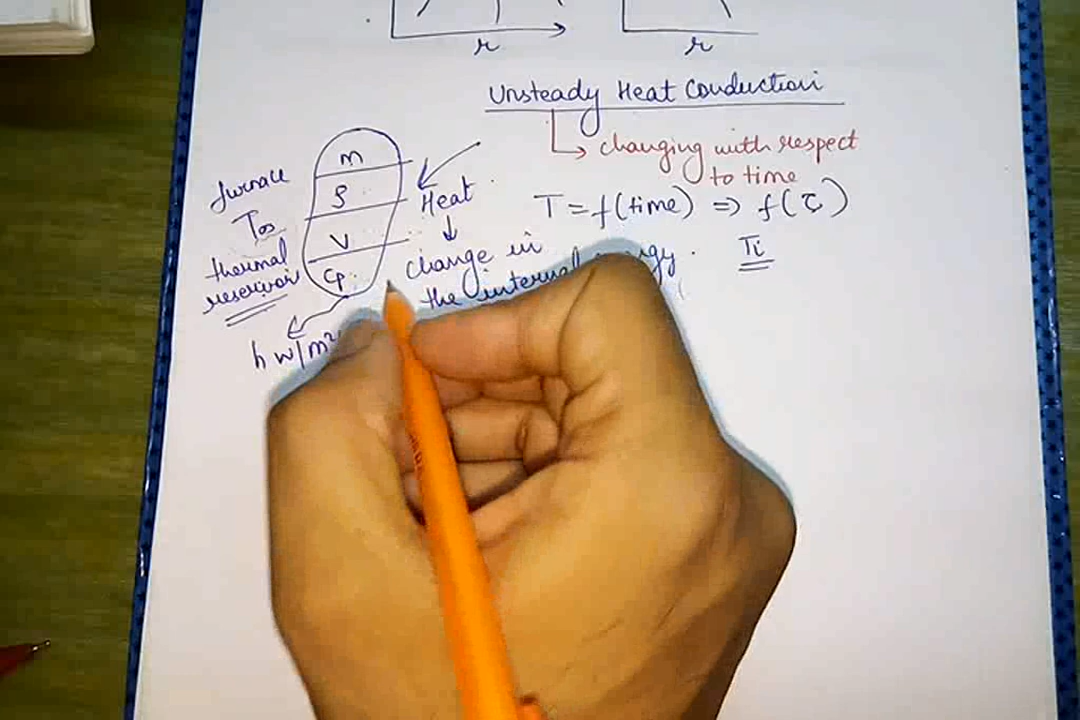 r
r
Unsteady Heat Conduction
changing with respect
to time
T = f(time) => f(τ)
Ti
furnace
T∞
thermal
reservoir
m
ρ
V
Cp
Heat
change in
the internal
h W/m²